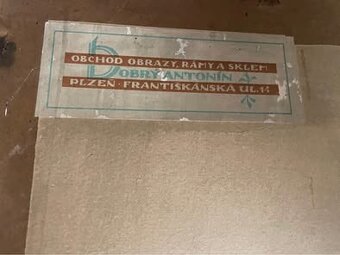 OBCHOD OBRAZY, RÁMY A SKLEM
DOBRÝ ANTONÍN
PLZEŇ · FRANTIŠKÁNSKÁ UL. 14